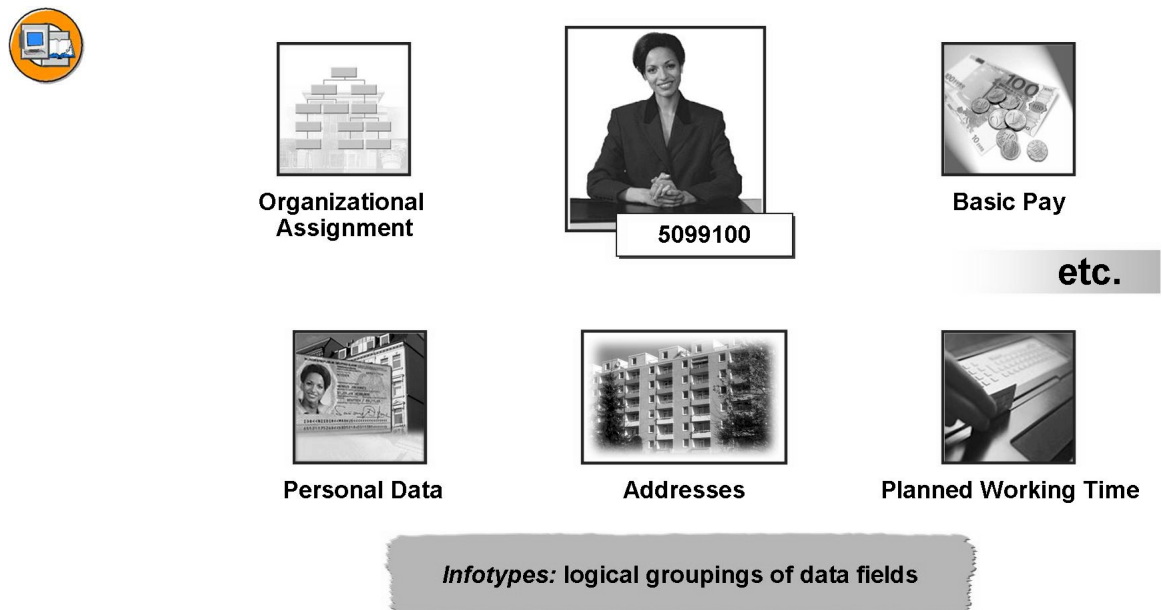 Organizational
Assignment
5099100
Basic Pay
etc.
Personal Data
Addresses
Planned Working Time
Infotypes: logical groupings of data fields